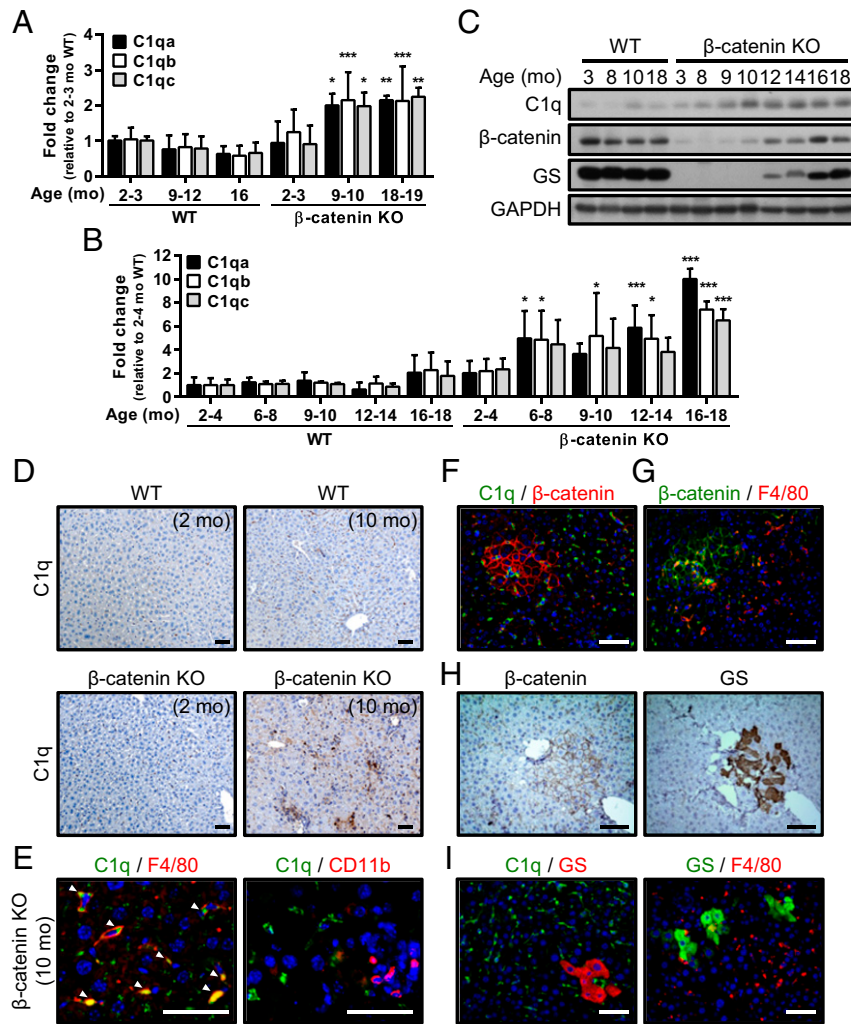 A
Fold change
(relative to 2-3 mo WT)
4
3
2
1
0
C1qa
C1qb
C1qc
* *** * ** *** **
Age (mo) 2-3 9-12 16 2-3 9-10 18-19
WT β-catenin KO
B
Fold change
(relative to 2-4 mo WT)
12
10
8
6
4
2
0
C1qa
C1qb
C1qc
* * * *** * *** *** ***
Age (mo) 2-4 6-8 9-10 12-14 16-18 2-4 6-8 9-10 12-14 16-18
WT β-catenin KO
C
WT β-catenin KO
Age (mo) 3 8 10 18 3 8 9 10 12 14 16 18
C1q
β-catenin
GS
GAPDH
D
WT WT
C1q
(2 mo) (10 mo)
β-catenin KO β-catenin KO
C1q
(2 mo) (10 mo)
E
C1q / F4/80 C1q / CD11b
β-catenin KO
(10 mo)
F
C1q / β-catenin
G
β-catenin / F4/80
H
β-catenin GS
I
C1q / GS GS / F4/80